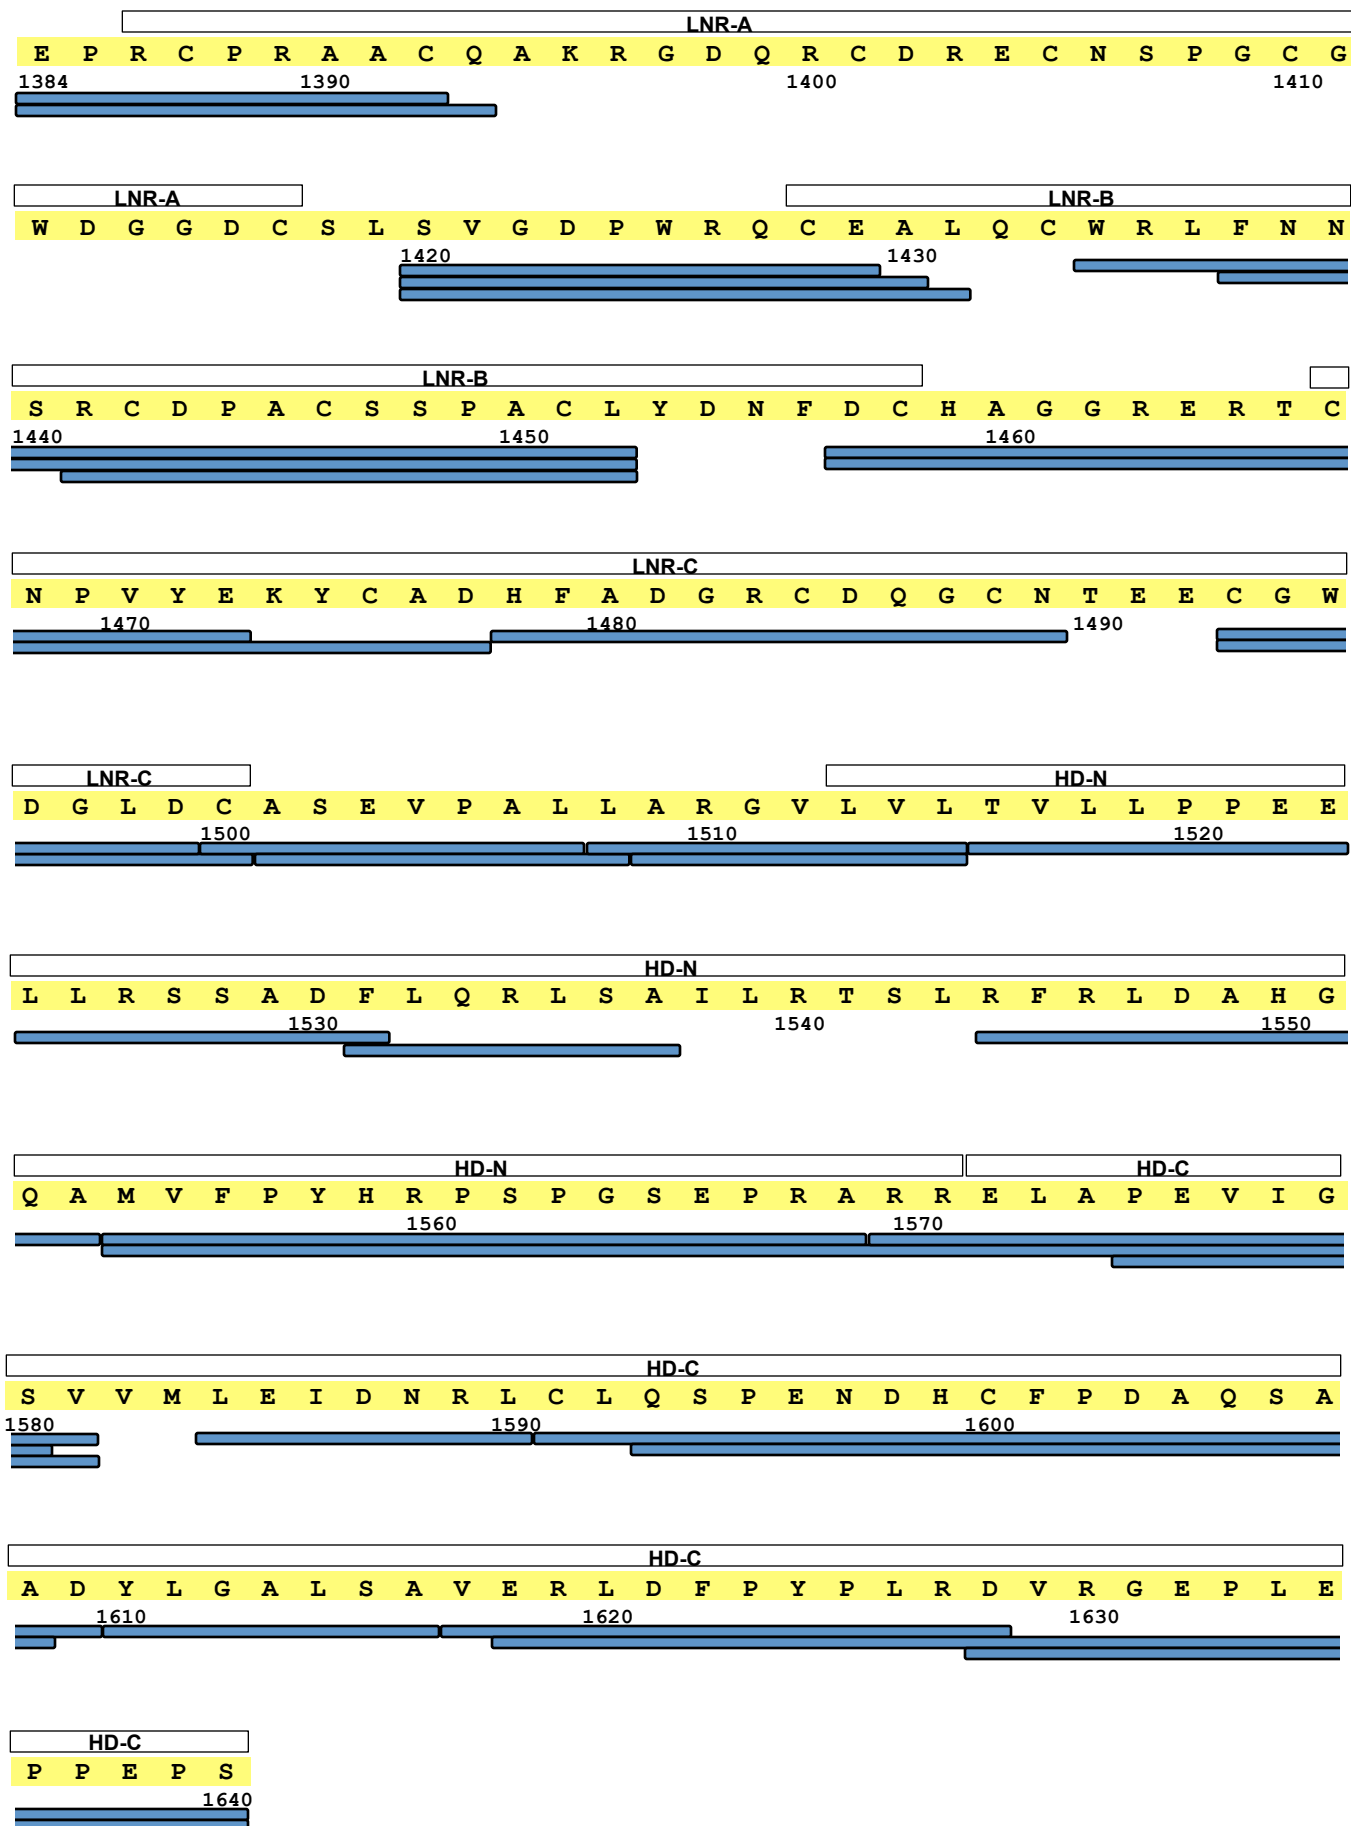 LNR-A
E P R C P R A A C Q A K R G D Q R C D R E C N S P G C G
1384 1390 1400 1410
LNR-A LNR-B
W D G G D C S L S V G D P W R Q C E A L Q C W R L F N N
1420 1430
LNR-B
S R C D P A C S S P A C L Y D N F D C H A G G R E R T C
1440 1450 1460
LNR-C
N P V Y E K Y C A D H F A D G R C D Q G C N T E E C G W
1470 1480 1490
LNR-C HD-N
D G L D C A S E V P A L L A R G V L V L T V L L P P E E
1500 1510 1520
HD-N
L L R S S A D F L Q R L S A I L R T S L R F R L D A H G
1530 1540 1550
HD-N HD-C
Q A M V F P Y H R P S P G S E P R A R R E L A P E V I G
1560 1570
HD-C
S V V M L E I D N R L C L Q S P E N D H C F P D A Q S A
1580 1590 1600
HD-C
A D Y L G A L S A V E R L D F P Y P L R D V R G E P L E
1610 1620 1630
HD-C
P P E P S
1640